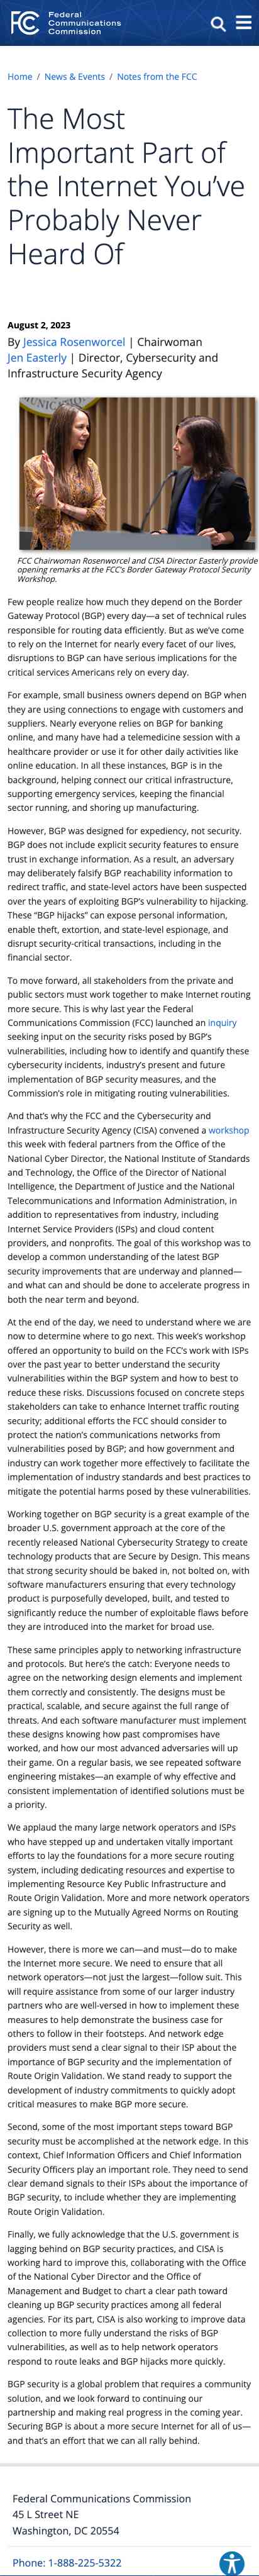 Federal
Communications
Commission
Home / News & Events / Notes from the FCC
The Most
Important Part of
the Internet You’ve
Probably Never
Heard Of
August 2, 2023
By Jessica Rosenworcel | Chairwoman
Jen Easterly | Director, Cybersecurity and
Infrastructure Security Agency
FCC Chairwoman Rosenworcel and CISA Director Easterly provide
opening remarks at the FCC's Border Gateway Protocol Security
Workshop.
Few people realize how much they depend on the Border
Gateway Protocol (BGP) every day—a set of technical rules
responsible for routing data efficiently. But as we’ve come
to rely on the Internet for nearly every facet of our lives,
disruptions to BGP can have serious implications for the
critical services Americans rely on every day.
For example, small business owners depend on BGP when
they are using connections to engage with customers and
suppliers. Nearly everyone relies on BGP for banking
online, and many have had a telemedicine session with a
healthcare provider or use it for other daily activities like
online education. In all these instances, BGP is in the
background, helping connect our critical infrastructure,
supporting emergency services, keeping the financial
sector running, and shoring up manufacturing.
However, BGP was designed for expediency, not security.
BGP does not include explicit security features to ensure
trust in exchange information. As a result, an adversary
may deliberately falsify BGP reachability information to
redirect traffic, and state-level actors have been suspected
over the years of exploiting BGP’s vulnerability to hijacking.
These “BGP hijacks” can expose personal information,
enable theft, extortion, and state-level espionage, and
disrupt security-critical transactions, including in the
financial sector.
To move forward, all stakeholders from the private and
public sectors must work together to make Internet routing
more secure. This is why last year the Federal
Communications Commission (FCC) launched an inquiry
seeking input on the security risks posed by BGP’s
vulnerabilities, including how to identify and quantify these
cybersecurity incidents, industry’s present and future
implementation of BGP security measures, and the
Commission’s role in mitigating routing vulnerabilities.
And that’s why the FCC and the Cybersecurity and
Infrastructure Security Agency (CISA) convened a workshop
this week with federal partners from the Office of the
National Cyber Director, the National Institute of Standards
and Technology, the Office of the Director of National
Intelligence, the Department of Justice and the National
Telecommunications and Information Administration, in
addition to representatives from industry, including
Internet Service Providers (ISPs) and cloud content
providers, and nonprofits. The goal of this workshop was to
develop a common understanding of the latest BGP
security improvements that are underway and planned—
and what can and should be done to accelerate progress in
both the near term and beyond.
At the end of the day, we need to understand where we are
now to determine where to go next. This week’s workshop
offered an opportunity to build on the FCC’s work with ISPs
over the past year to better understand the security
vulnerabilities within the BGP system and how to best to
reduce these risks. Discussions focused on concrete steps
stakeholders can take to enhance Internet traffic routing
security; additional efforts the FCC should consider to
protect the nation’s communications networks from
vulnerabilities posed by BGP; and how government and
industry can work together more effectively to facilitate the
implementation of industry standards and best practices to
mitigate the potential harms posed by these vulnerabilities.
Working together on BGP security is a great example of the
broader U.S. government approach at the core of the
recently released National Cybersecurity Strategy to create
technology products that are Secure by Design. This means
that strong security should be baked in, not bolted on, with
software manufacturers ensuring that every technology
product is purposefully developed, built, and tested to
significantly reduce the number of exploitable flaws before
they are introduced into the market for broad use.
These same principles apply to networking infrastructure
and protocols. But here’s the catch: Everyone needs to
agree on the networking design elements and implement
them correctly and consistently. The designs must be
practical, scalable, and secure against the full range of
threats. And each software manufacturer must implement
these designs knowing how past compromises have
worked, and how our most advanced adversaries will up
their game. On a regular basis, we see repeated software
engineering mistakes—an example of why effective and
consistent implementation of identified solutions must be
a priority.
We applaud the many large network operators and ISPs
who have stepped up and undertaken vitally important
efforts to lay the foundations for a more secure routing
system, including dedicating resources and expertise to
implementing Resource Key Public Infrastructure and
Route Origin Validation. More and more network operators
are signing up to the Mutually Agreed Norms on Routing
Security as well.
However, there is more we can—and must—do to make
the Internet more secure. We need to ensure that all
network operators—not just the largest—follow suit. This
will require assistance from some of our larger industry
partners who are well-versed in how to implement these
measures to help demonstrate the business case for
others to follow in their footsteps. And network edge
providers must send a clear signal to their ISP about the
importance of BGP security and the implementation of
Route Origin Validation. We stand ready to support the
development of industry commitments to quickly adopt
critical measures to make BGP more secure.
Second, some of the most important steps toward BGP
security must be accomplished at the network edge. In this
context, Chief Information Officers and Chief Information
Security Officers play an important role. They need to send
clear demand signals to their ISPs about the importance of
BGP security, to include whether they are implementing
Route Origin Validation.
Finally, we fully acknowledge that the U.S. government is
lagging behind on BGP security practices, and CISA is
working hard to improve this, collaborating with the Office
of the National Cyber Director and the Office of
Management and Budget to chart a clear path toward
cleaning up BGP security practices among all federal
agencies. For its part, CISA is also working to improve data
collection to more fully understand the risks of BGP
vulnerabilities, as well as to help network operators
respond to route leaks and BGP hijacks more quickly.
BGP security is a global problem that requires a community
solution, and we look forward to continuing our
partnership and making real progress in the coming year.
Securing BGP is about a more secure Internet for all of us—
and that’s an effort that we can all rally behind.
Federal Communications Commission
45 L Street NE
Washington, DC 20554
Phone: 1-888-225-5322